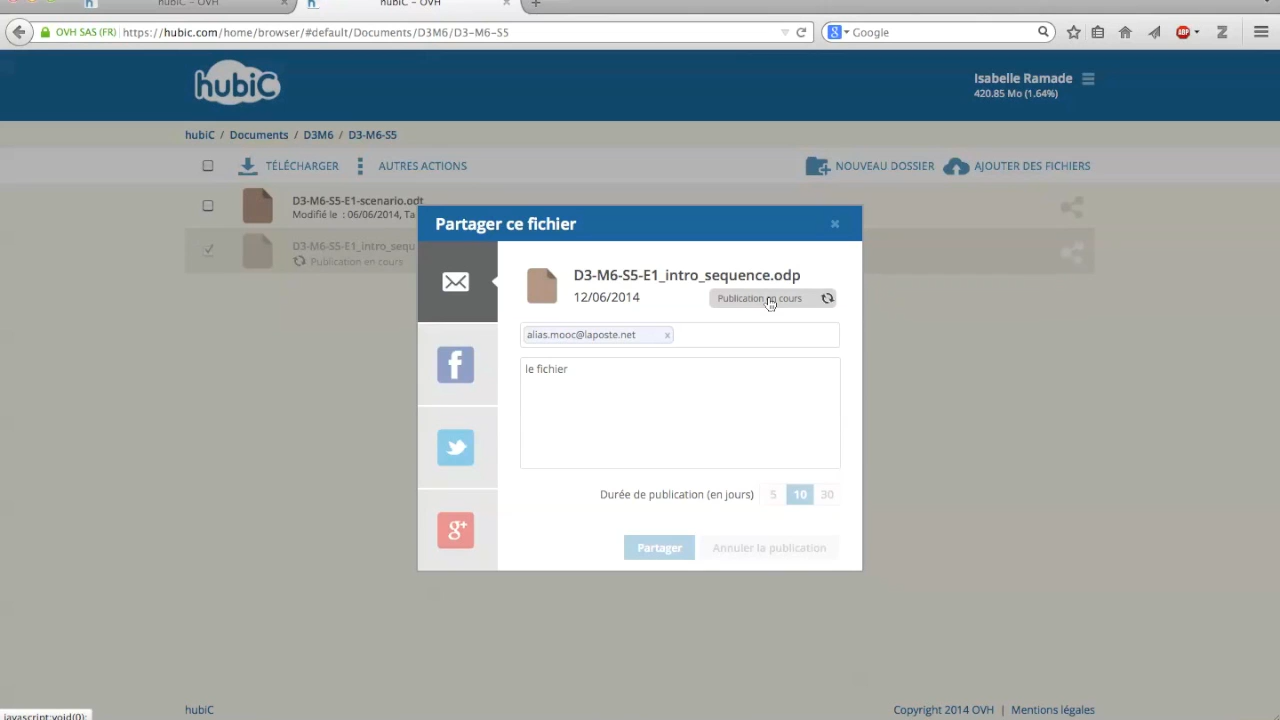 hubiC – OVH
hubiC – OVH
OVH SAS (FR)
https://hubic.com/home/browser/#default/Documents/D3M6/D3-M6-S5
Google
ABP
hubiC
Isabelle Ramade
420.85 Mo (1.64%)
hubiC / Documents / D3M6 / D3-M6-S5
TÉLÉCHARGER
AUTRES ACTIONS
NOUVEAU DOSSIER
AJOUTER DES FICHIERS
D3-M6-S5-E1-scenario.odt
Modifié le : 06/06/2014, Ta
D3-M6-S5-E1_intro_sequ
Publication en cours
Partager ce fichier
D3-M6-S5-E1_intro_sequence.odp
12/06/2014
Publication en cours
alias.mooc@laposte.net
le fichier
Durée de publication (en jours) 5 10 30
Partager
Annuler la publication
hubiC
Copyright 2014 OVH | Mentions légales
javascript:void(0);